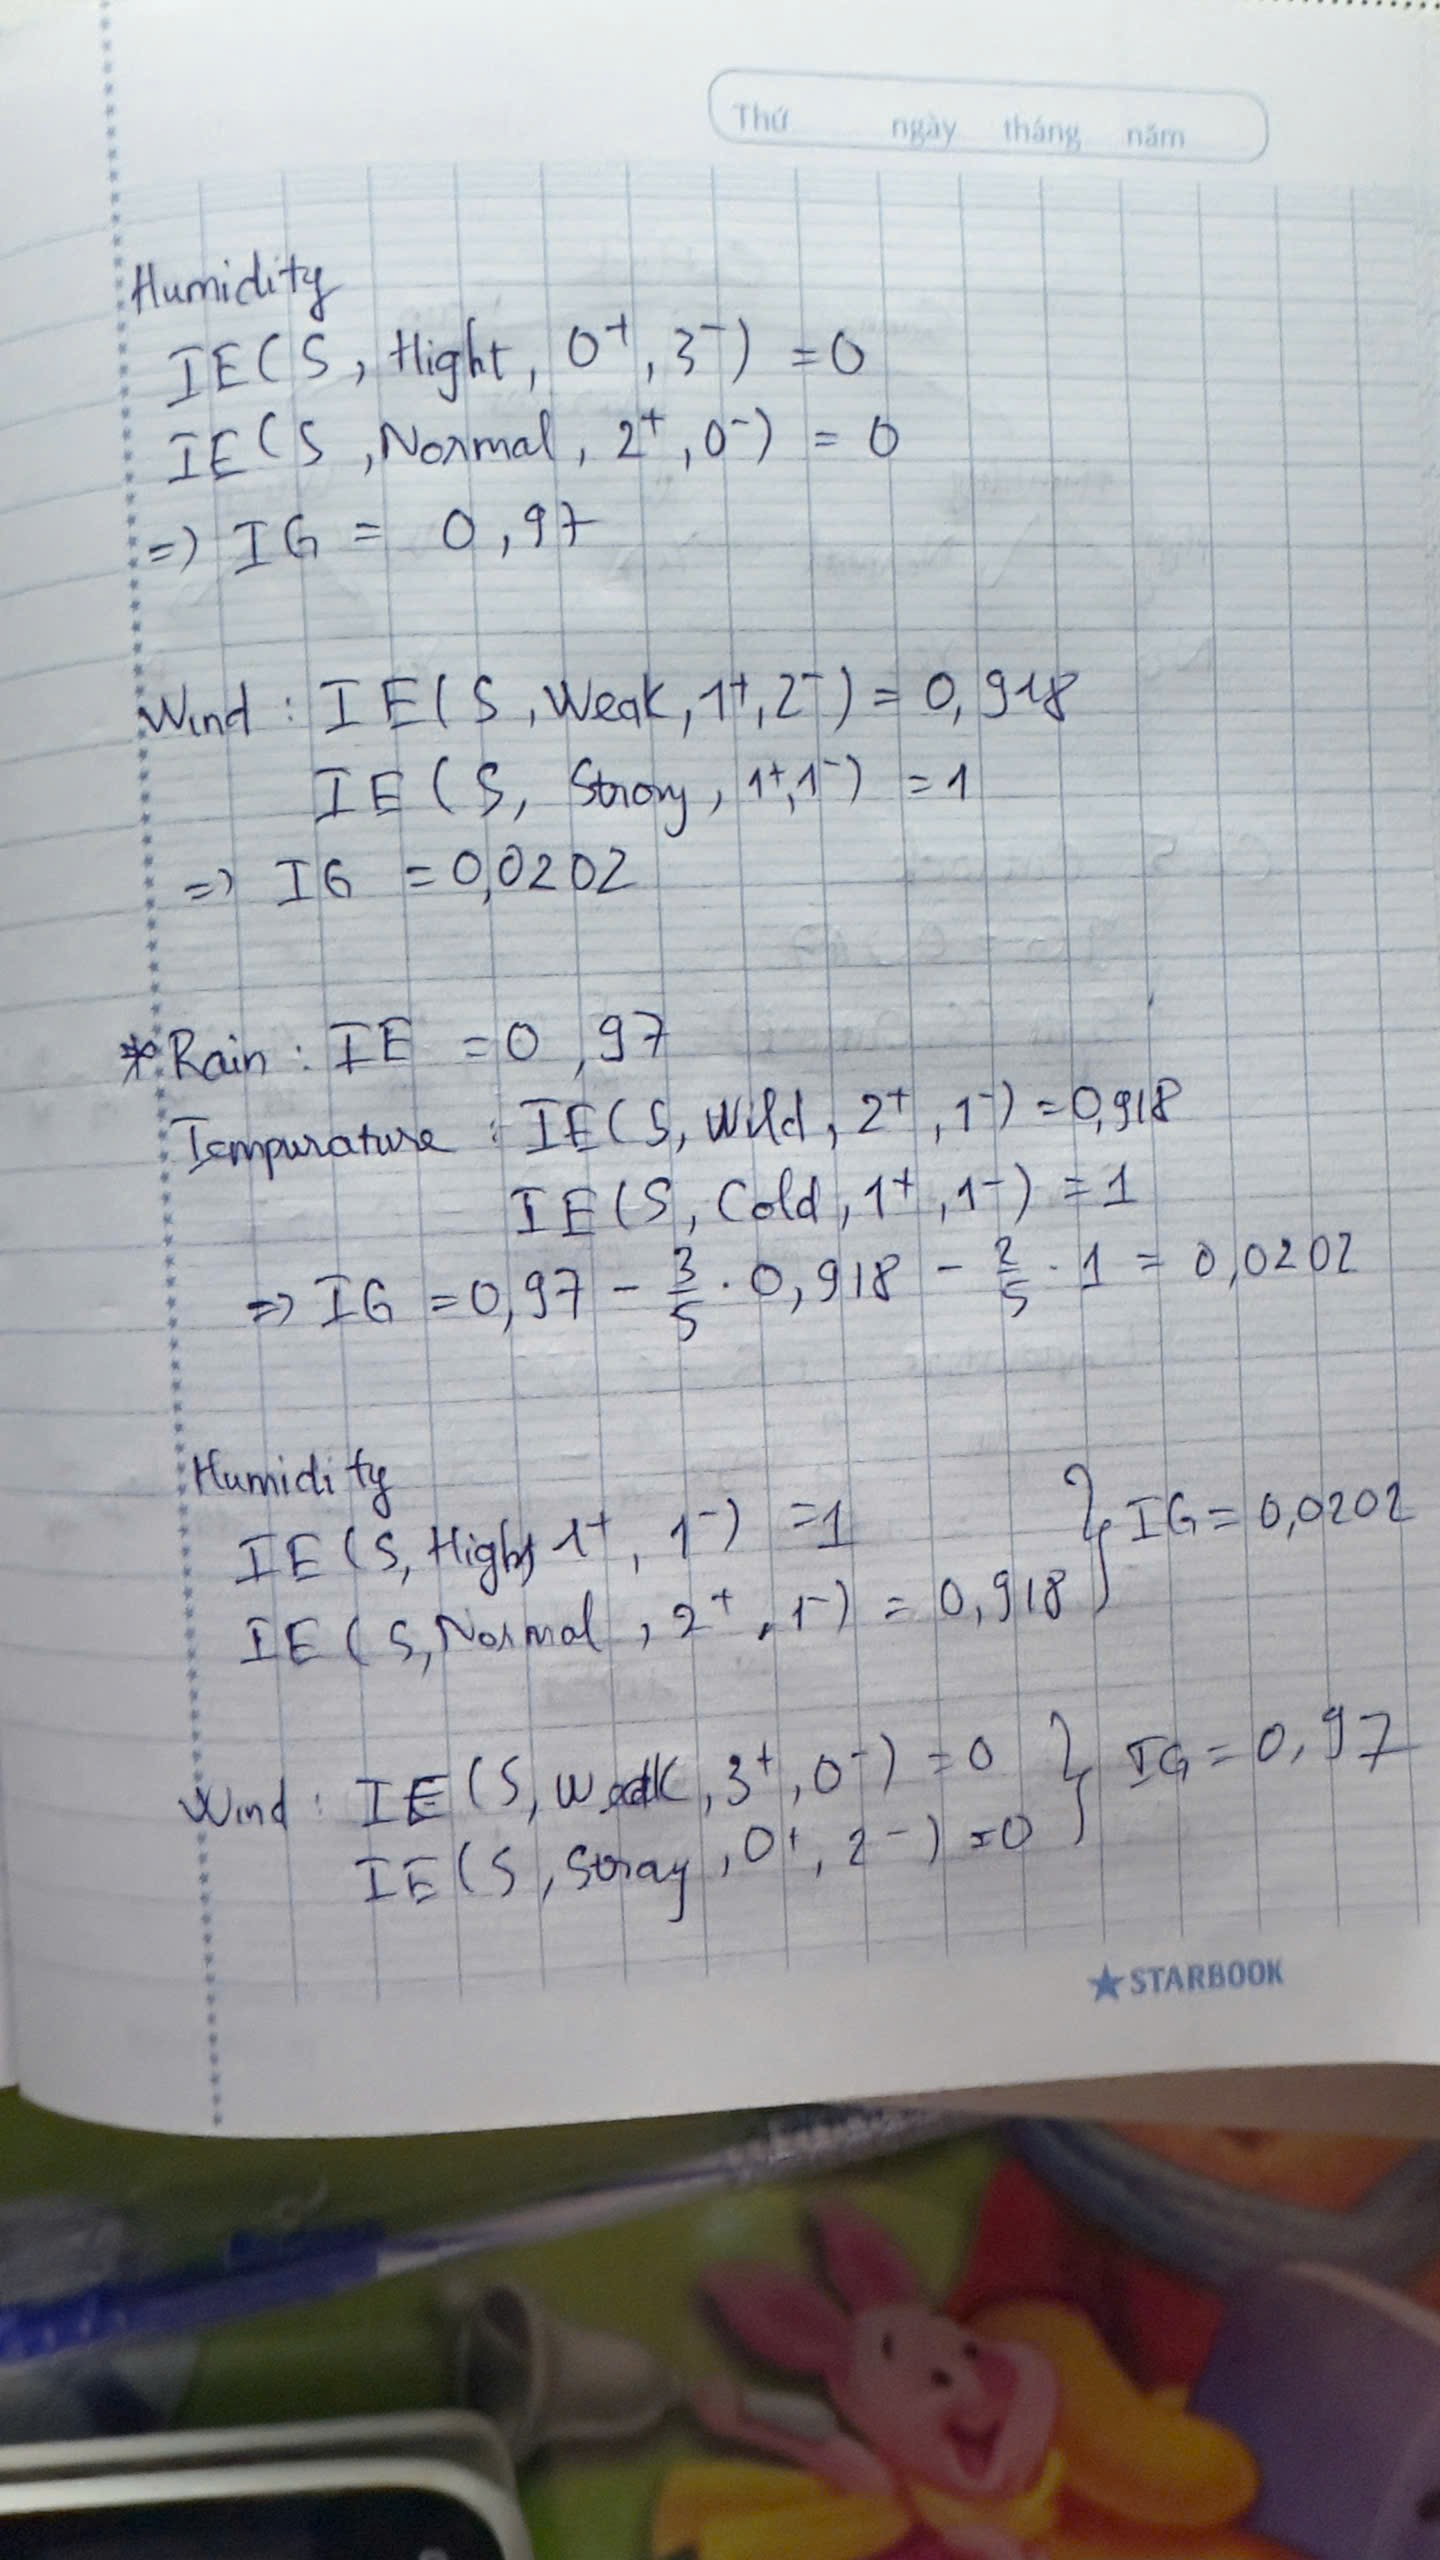 Thứ ngày tháng năm
Humidity
IE(S, Hight, 0⁺, 3⁻) = 0
IE(S, Normal, 2⁺, 0⁻) = 0
=> IG = 0,97
Wind : IE(S, Weak, 1⁺, 2⁻) = 0,918
IE(S, Strong, 1⁺, 1⁻) = 1
=> IG = 0,0202
* Rain : IE = 0,97
Tempurature : IE(S, Wild, 2⁺, 1⁻) = 0,918
IE(S, Cold, 1⁺, 1⁻) = 1
=> IG = 0,97 - 3/5 . 0,918 - 2/5 . 1 = 0,0202
Humidity
IE(S, High, 1⁺, 1⁻) = 1 } IG = 0,0202
IE(S, Normal, 2⁺, 1⁻) = 0,918
Wind : IE(S, Weak, 3⁺, 0⁻) = 0 } IG = 0,97
IE(S, Strong, 0⁺, 2⁻) = 0
STARBOOK